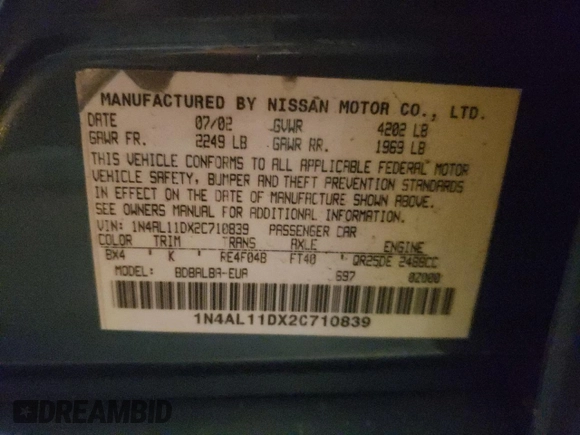 MANUFACTURED BY NISSAN MOTOR CO., LTD.
DATE 07/02 GVWR 4202 LB
GAWR FR. 2249 LB GAWR RR. 1969 LB
THIS VEHICLE CONFORMS TO ALL APPLICABLE FEDERAL MOTOR
VEHICLE SAFETY, BUMPER AND THEFT PREVENTION STANDARDS
IN EFFECT ON THE DATE OF MANUFACTURE SHOWN ABOVE.
SEE OWNERS MANUAL FOR ADDITIONAL INFORMATION.
VIN: 1N4AL11DX2C710839 PASSENGER CAR
COLOR TRIM TRANS AXLE ENGINE
BX4 ' K ' RE4F04B FT40 ' QR25DE 2488CC
MODEL: BDBALBA-EUA 697 02000
1N4AL11DX2C710839
DREAMBID